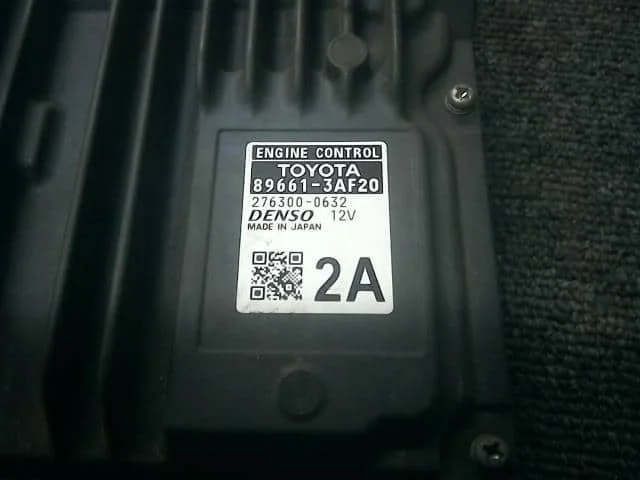 ENGINE CONTROL
TOYOTA
89661-3AF20
276300-0632
DENSO 12V
MADE IN JAPAN
2A